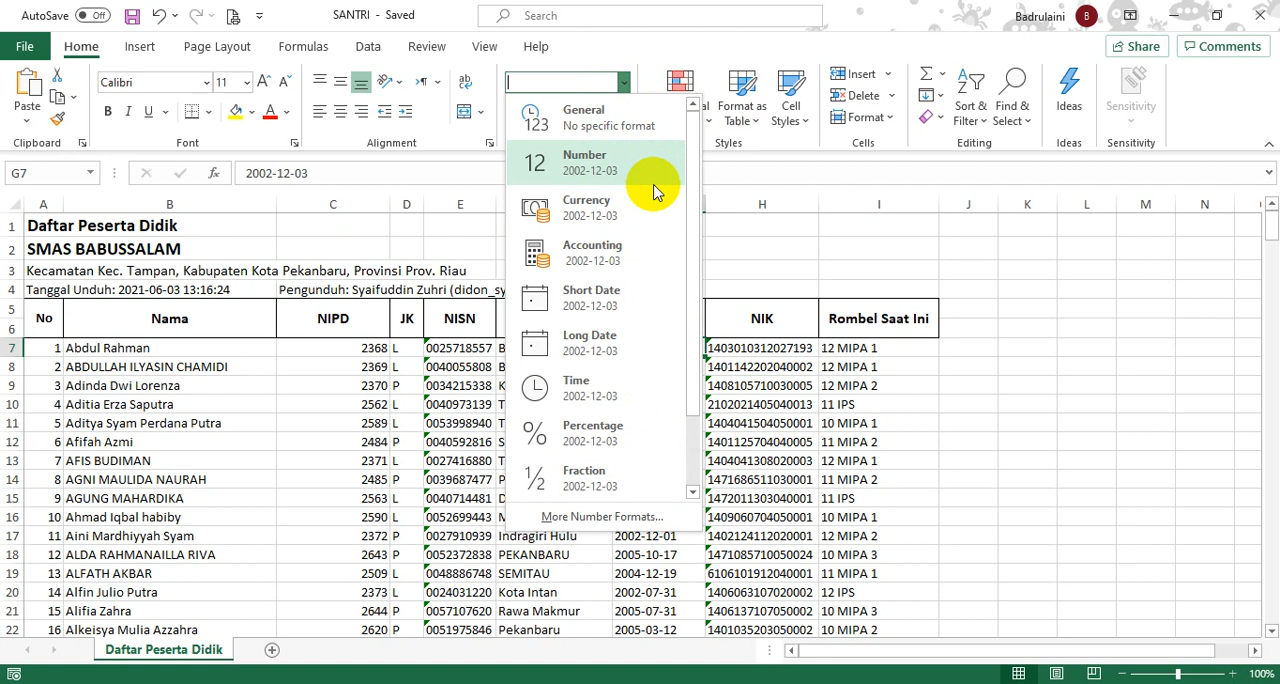 AutoSave Off SANTRI - Saved Search Badrulaini B
File Home Insert Page Layout Formulas Data Review View Help Share Comments
Paste
Clipboard
Calibri 11
B I U
Font
ab
Alignment
Format as Table
Cell Styles
Styles
Insert
Delete
Format
Cells
Sort & Filter
Find & Select
Editing
Ideas
Ideas
Sensitivity
Sensitivity
G7 fx 2002-12-03
General
No specific format
Number
2002-12-03
Currency
2002-12-03
Accounting
2002-12-03
Short Date
2002-12-03
Long Date
2002-12-03
Time
2002-12-03
Percentage
2002-12-03
Fraction
2002-12-03
More Number Formats...
A B C D E H I J K L M N
1 Daftar Peserta Didik
2 SMAS BABUSSALAM
3 Kecamatan Kec. Tampan, Kabupaten Kota Pekanbaru, Provinsi Prov. Riau
4 Tanggal Unduh: 2021-06-03 13:16:24 Pengunduh: Syaifuddin Zuhri (didon_sy
5
6
No Nama NIPD JK NISN NIK Rombel Saat Ini
7 1 Abdul Rahman 2368 L 0025718557 B 1403010312027193 12 MIPA 1
8 2 ABDULLAH ILYASIN CHAMIDI 2369 L 0040055808 B 1401142202040002 11 MIPA 1
9 3 Adinda Dwi Lorenza 2370 P 0034215338 K 1408105710030005 12 MIPA 2
10 4 Aditia Erza Saputra 2562 L 0040973139 T 2102021405040013 11 IPS
11 5 Aditya Syam Perdana Putra 2589 L 0053998940 T 1404041504050001 10 MIPA 1
12 6 Afifah Azmi 2484 P 0040592816 S 1401125704040005 11 MIPA 2
13 7 AFIS BUDIMAN 2371 L 0027416880 T 1404041308020003 12 MIPA 1
14 8 AGNI MAULIDA NAURAH 2485 P 0039687477 P 1471686511030001 11 MIPA 2
15 9 AGUNG MAHARDIKA 2563 L 0040714481 D 1472011303040001 11 IPS
16 10 Ahmad Iqbal habiby 2590 L 0052699443 M 1409060704050001 10 MIPA 1
17 11 Aini Mardhiyyah Syam 2372 P 0027910939 Indragiri Hulu 2002-12-01 1402124112020001 12 MIPA 2
18 12 ALDA RAHMANAILLA RIVA 2643 P 0052372838 PEKANBARU 2005-10-17 1471085710050024 10 MIPA 3
19 13 ALFATH AKBAR 2509 L 0048886748 SEMITAU 2004-12-19 6106101912040001 11 MIPA 1
20 14 Alfin Julio Putra 2373 L 0024031220 Kota Intan 2002-07-31 1406063107020002 12 IPS
21 15 Alifia Zahra 2644 P 0057107620 Rawa Makmur 2005-07-31 1406137107050002 10 MIPA 3
22 16 Alkeisya Mulia Azzahra 2620 P 0051975846 Pekanbaru 2005-03-12 1401035203050002 10 MIPA 2
Daftar Peserta Didik
100%